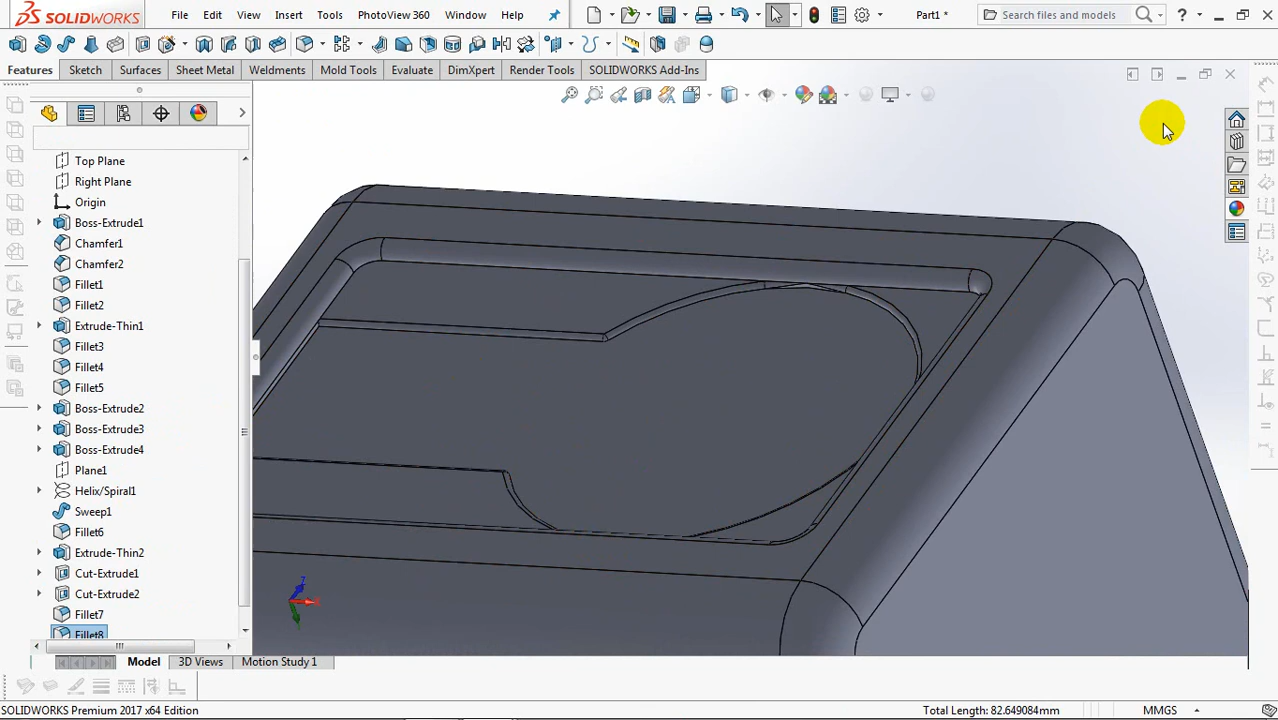 SOLIDWORKS File Edit View Insert Tools PhotoView 360 Window Help Part1 * Search files and models ?
Features Sketch Surfaces Sheet Metal Weldments Mold Tools Evaluate DimXpert Render Tools SOLIDWORKS Add-Ins
Top Plane
Right Plane
Origin
Boss-Extrude1
Chamfer1
Chamfer2
Fillet1
Fillet2
Extrude-Thin1
Fillet3
Fillet4
Fillet5
Boss-Extrude2
Boss-Extrude3
Boss-Extrude4
Plane1
Helix/Spiral1
Sweep1
Fillet6
Extrude-Thin2
Cut-Extrude1
Cut-Extrude2
Fillet7
Fillet8
Z
Model 3D Views Motion Study 1
SOLIDWORKS Premium 2017 x64 Edition Total Length: 82.649084mm MMGS